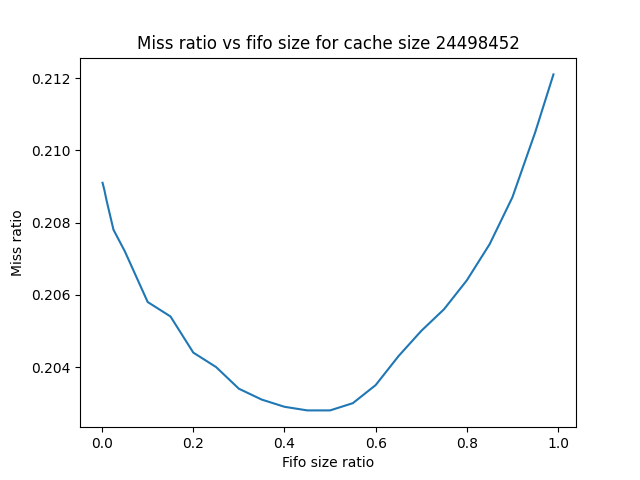 Miss ratio vs fifo size for cache size 24498452
0.212
0.210
0.208
0.206
0.204
Miss ratio
0.0 0.2 0.4 0.6 0.8 1.0
Fifo size ratio